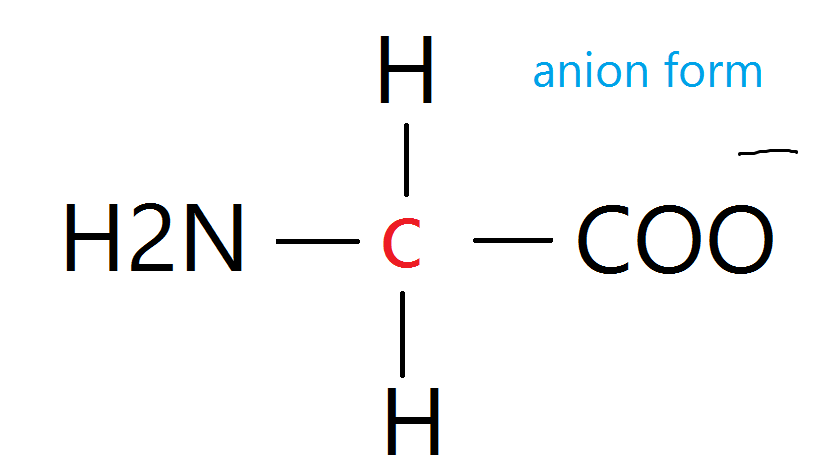 H
anion form
H2N — C — COO⁻
H